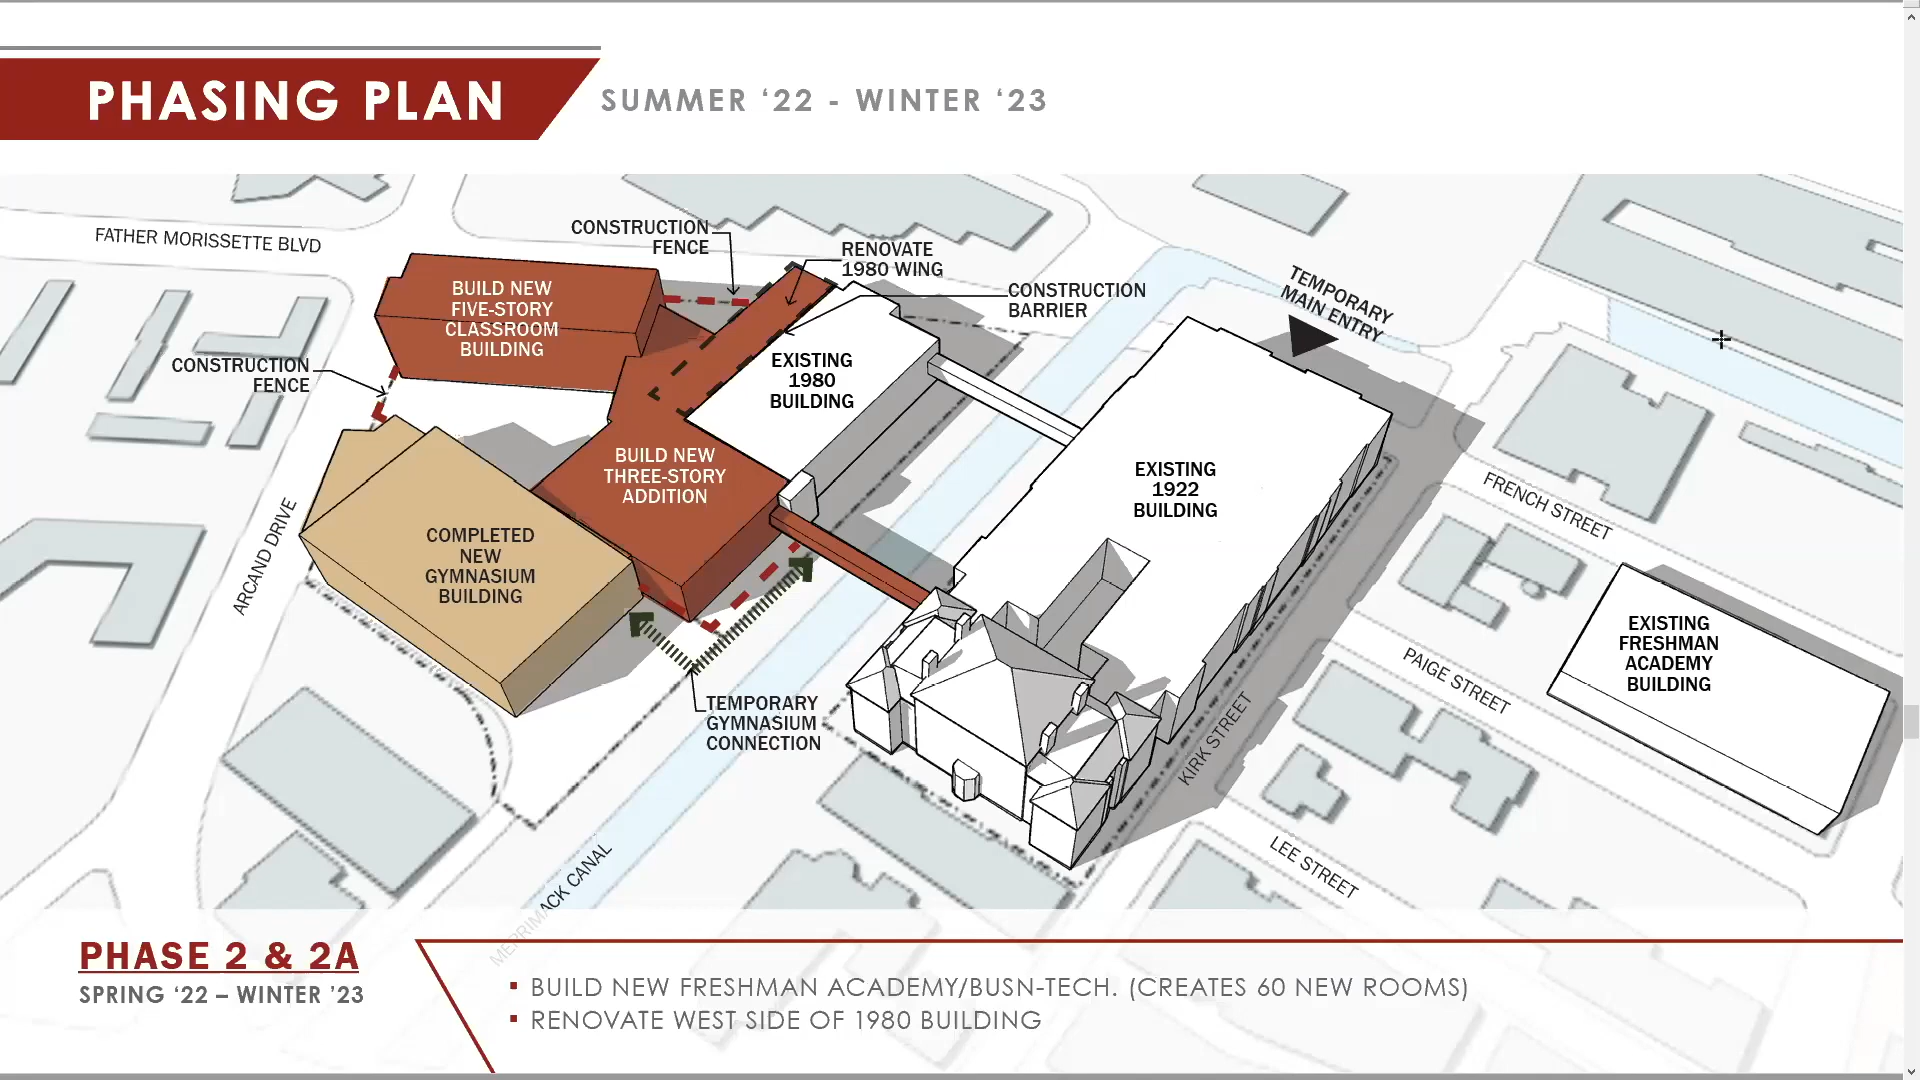 PHASING PLAN
SUMMER ‘22 - WINTER ‘23
FATHER MORISSETTE BLVD
CONSTRUCTION
FENCE
RENOVATE
1980 WING
CONSTRUCTION
BARRIER
TEMPORARY
MAIN ENTRY
BUILD NEW
FIVE-STORY
CLASSROOM
BUILDING
CONSTRUCTION
FENCE
EXISTING
1980
BUILDING
BUILD NEW
THREE-STORY
ADDITION
EXISTING
1922
BUILDING
FRENCH STREET
ARCAND DRIVE
COMPLETED
NEW
GYMNASIUM
BUILDING
EXISTING
FRESHMAN
ACADEMY
BUILDING
PAIGE STREET
TEMPORARY
GYMNASIUM
CONNECTION
KIRK STREET
LEE STREET
MERRIMACK CANAL
PHASE 2 & 2A
SPRING ‘22 – WINTER ’23
▪ BUILD NEW FRESHMAN ACADEMY/BUSN-TECH. (CREATES 60 NEW ROOMS)
▪ RENOVATE WEST SIDE OF 1980 BUILDING